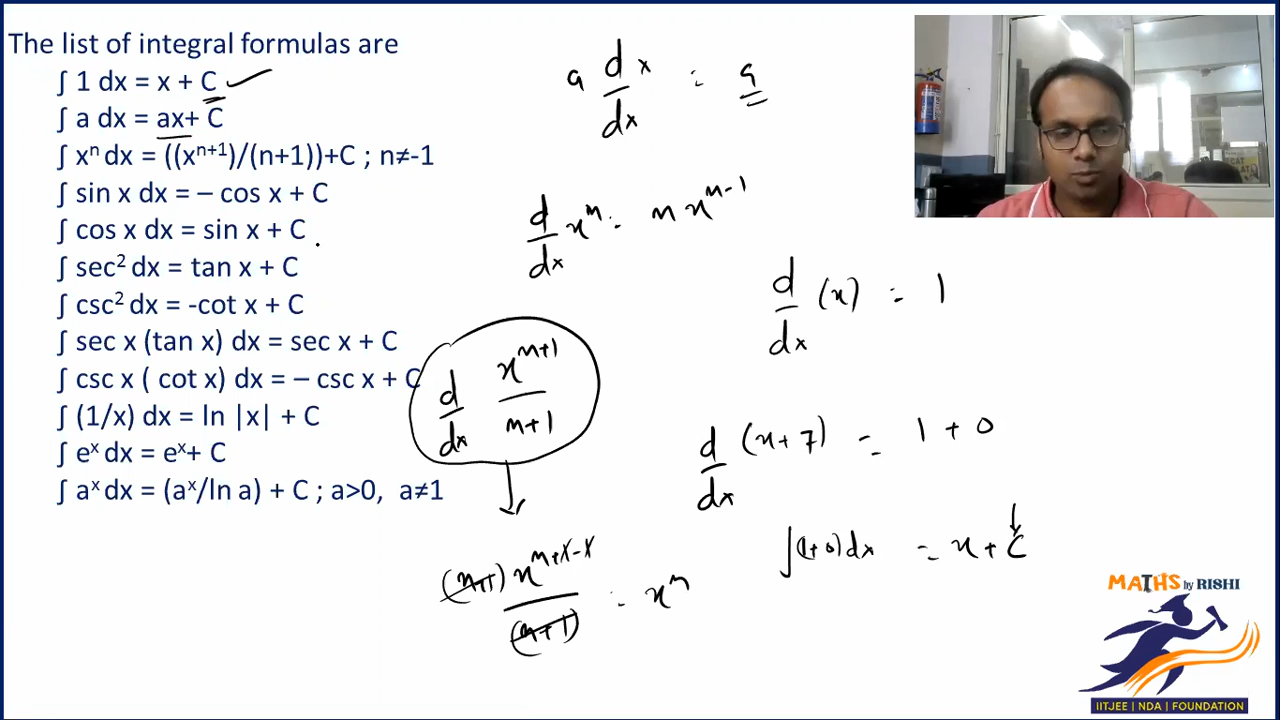 The list of integral formulas are
∫ 1 dx = x + C
∫ a dx = ax+ C
∫ xⁿ dx = ((xⁿ⁺¹)/(n+1))+C ; n≠-1
∫ sin x dx = – cos x + C
∫ cos x dx = sin x + C
∫ sec² dx = tan x + C
∫ csc² dx = -cot x + C
∫ sec x (tan x) dx = sec x + C
∫ csc x ( cot x) dx = – csc x + C
∫ (1/x) dx = ln |x| + C
∫ eˣ dx = eˣ+ C
∫ aˣ dx = (aˣ/ln a) + C ; a>0, a≠1
a d/dx x = a
d/dx xⁿ = n xⁿ⁻¹
d/dx (x) = 1
d/dx xⁿ⁺¹/n+1
d/dx (x+7) = 1 + 0
∫(1+0)dx = x + C
(n+1) xⁿ⁺¹⁻¹/(n+1) = xⁿ
MATHS by RISHI
IITJEE | NDA | FOUNDATION